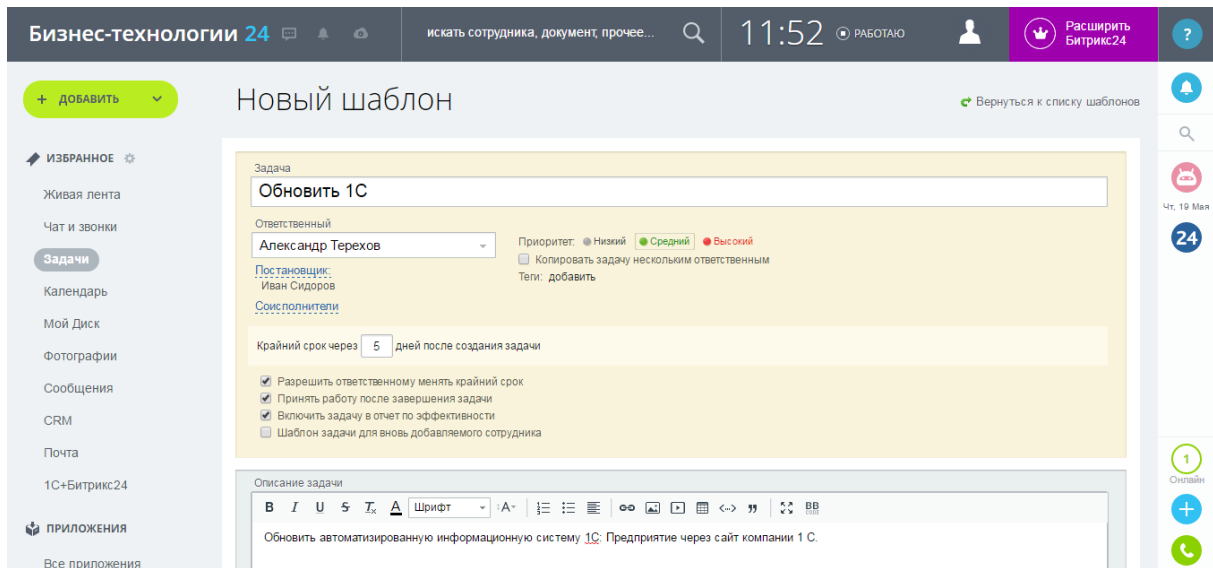 Бизнес-технологии 24
искать сотрудника, документ, прочее...
11:52
РАБОТАЮ
Расширить
Битрикс24
?
+ ДОБАВИТЬ
Новый шаблон
Вернуться к списку шаблонов
ИЗБРАННОЕ
Живая лента
Чат и звонки
Задачи
Календарь
Мой Диск
Фотографии
Сообщения
CRM
Почта
1С+Битрикс24
ПРИЛОЖЕНИЯ
Все приложения
Задача
Обновить 1С
Ответственный
Александр Терехов
Приоритет: Низкий Средний Высокий
Копировать задачу нескольким ответственным
Теги: добавить
Постановщик:
Иван Сидоров
Соисполнители
Крайний срок через 5 дней после создания задачи
Разрешить ответственному менять крайний срок
Принять работу после завершения задачи
Включить задачу в отчет по эффективности
Шаблон задачи для вновь добавляемого сотрудника
Описание задачи
B I U S Tx A Шрифт A
BB
CODE
Обновить автоматизированную информационную систему 1С: Предприятие через сайт компании 1 С.
Чт, 19 Мая
24
1
Онлайн